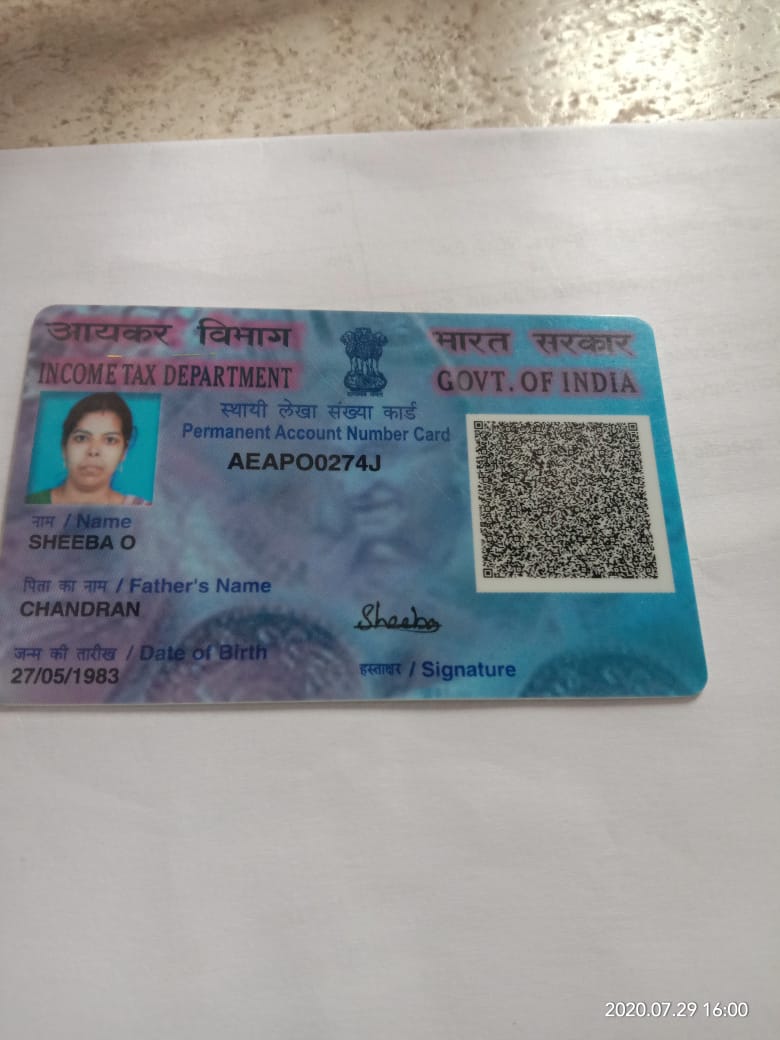 आयकर विभाग
INCOME TAX DEPARTMENT
भारत सरकार
GOVT. OF INDIA
स्थायी लेखा संख्या कार्ड
Permanent Account Number Card
AEAPO0274J
नाम / Name
SHEEBA O
पिता का नाम / Father's Name
CHANDRAN
जन्म की तारीख / Date of Birth
27/05/1983
Sheeba
हस्ताक्षर / Signature
2020.07.29 16:00